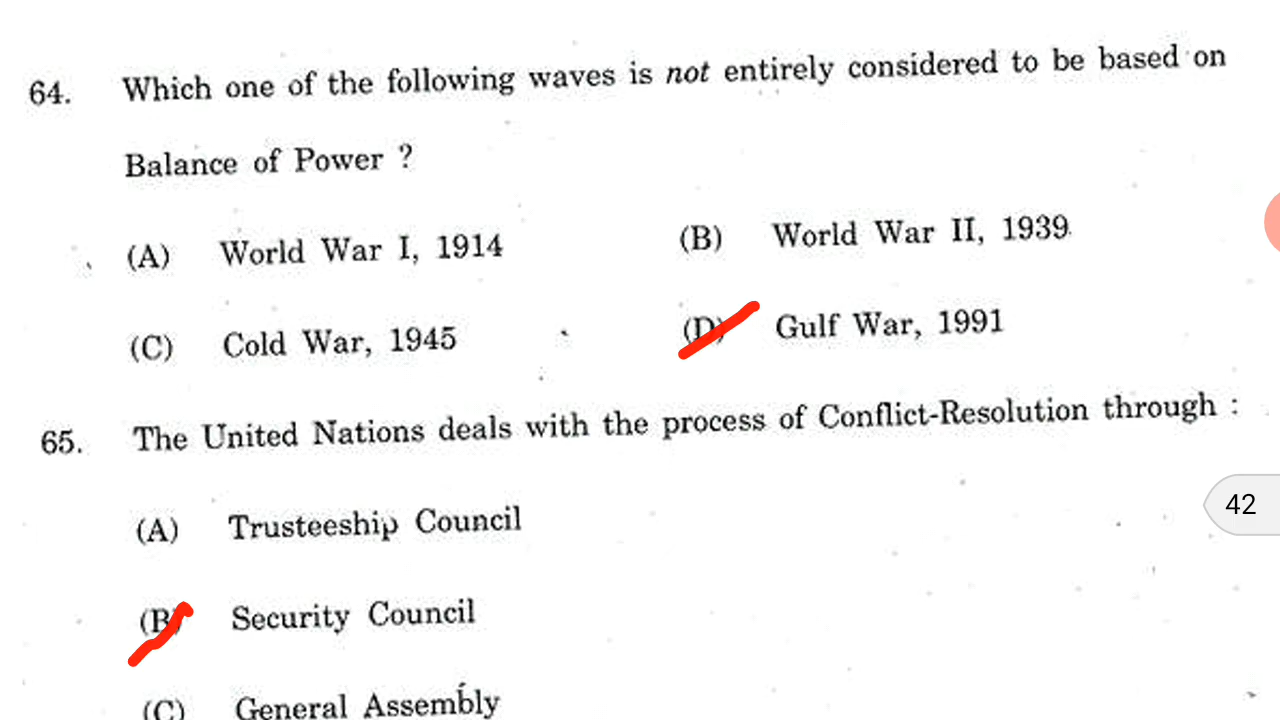 64. Which one of the following waves is not entirely considered to be based on
Balance of Power ?
(A) World War I, 1914 (B) World War II, 1939
(C) Cold War, 1945 (D) Gulf War, 1991
65. The United Nations deals with the process of Conflict-Resolution through :
(A) Trusteeship Council
42
(B) Security Council
(C) General Assembly